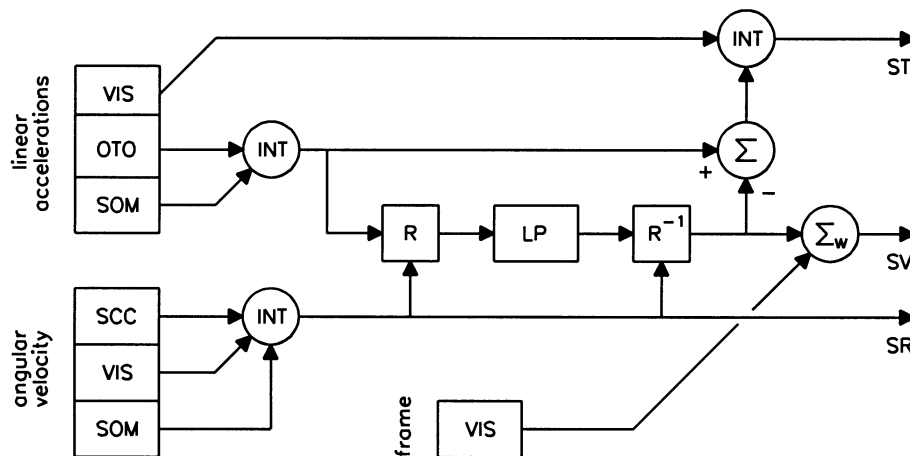 INT
ST
linear
accelerations
VIS
OTO
SOM
INT
Σ
+
−
R
LP
R⁻¹
Σw
SV
angular
velocity
SCC
VIS
SOM
INT
SR
frame
VIS